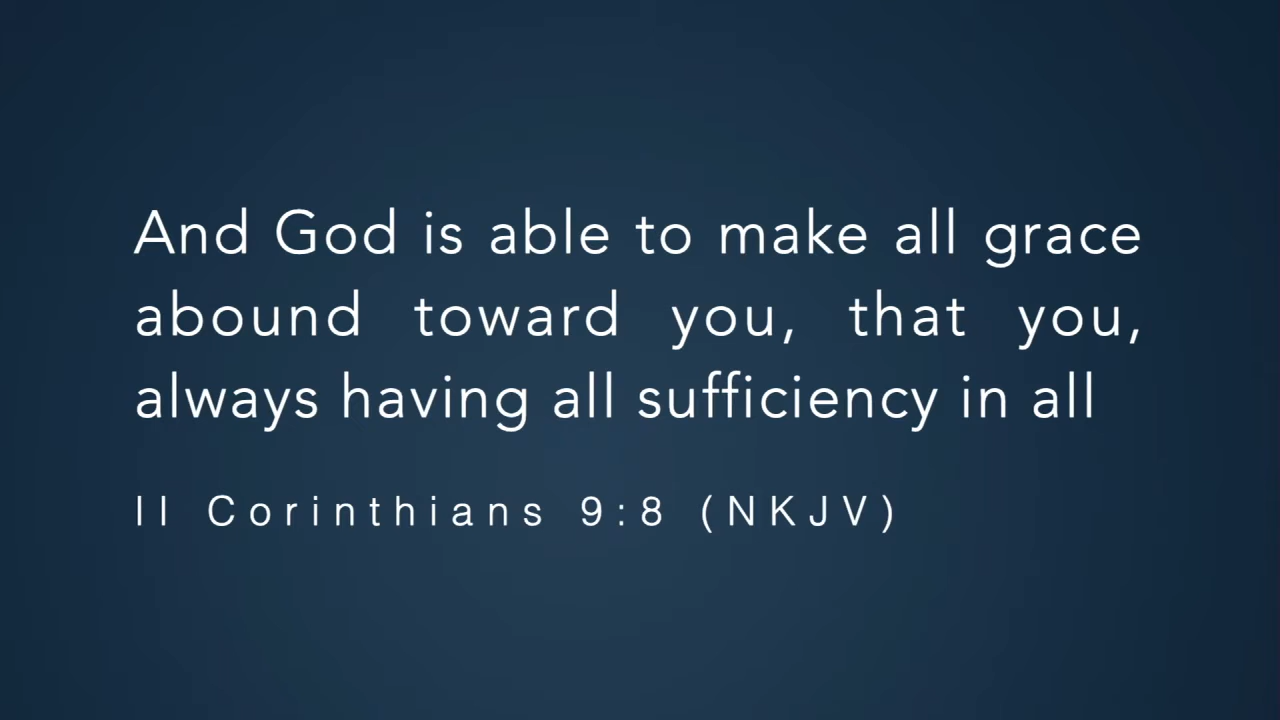 And God is able to make all grace
abound toward you, that you,
always having all sufficiency in all
II Corinthians 9:8 (NKJV)